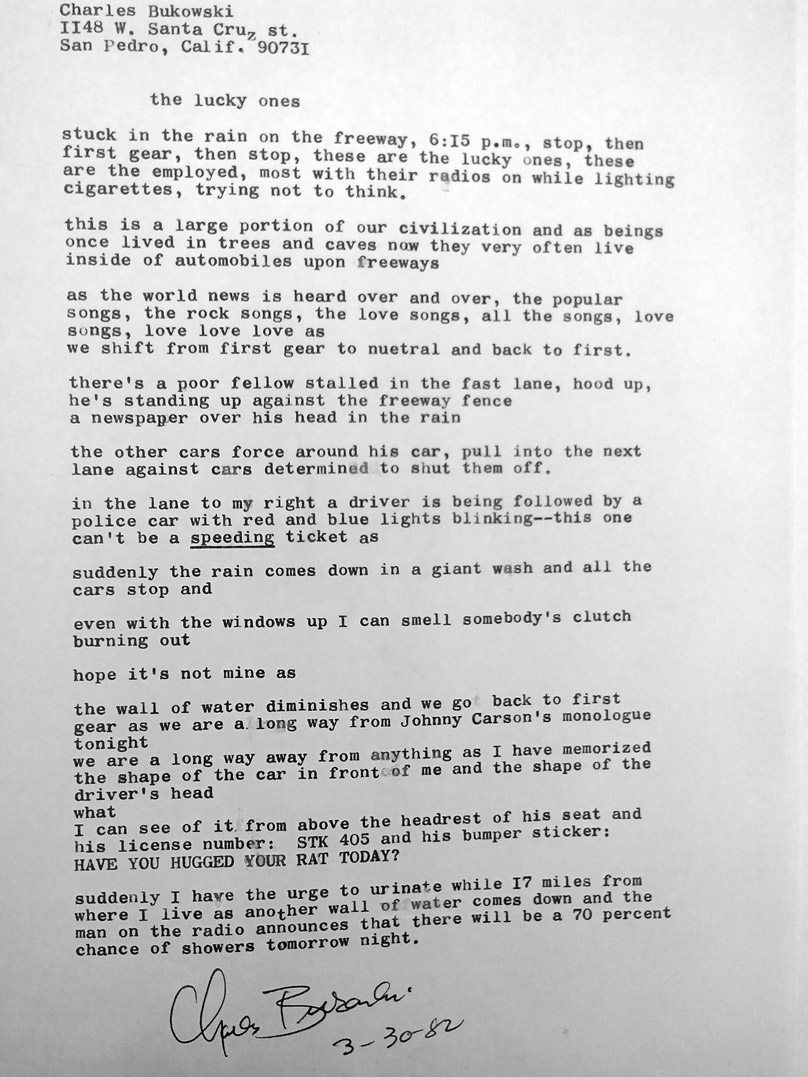 Charles Bukowski
II48 W. Santa Cruz st.
San Pedro, Calif. 9073I
the lucky ones
stuck in the rain on the freeway, 6:I5 p.m., stop, then
first gear, then stop, these are the lucky ones, these
are the employed, most with their radios on while lighting
cigarettes, trying not to think.
this is a large portion of our civilization and as beings
once lived in trees and caves now they very often live
inside of automobiles upon freeways
as the world news is heard over and over, the popular
songs, the rock songs, the love songs, all the songs, love
songs, love love love as
we shift from first gear to nuetral and back to first.
there's a poor fellow stalled in the fast lane, hood up,
he's standing up against the freeway fence
a newspaper over his head in the rain
the other cars force around his car, pull into the next
lane against cars determined to shut them off.
in the lane to my right a driver is being followed by a
police car with red and blue lights blinking--this one
can't be a speeding ticket as
suddenly the rain comes down in a giant wash and all the
cars stop and
even with the windows up I can smell somebody's clutch
burning out
hope it's not mine as
the wall of water diminishes and we go back to first
gear as we are a long way from Johnny Carson's monologue
tonight
we are a long way away from anything as I have memorized
the shape of the car in front of me and the shape of the
driver's head
what
I can see of it from above the headrest of his seat and
his license number: STK 405 and his bumper sticker:
HAVE YOU HUGGED YOUR RAT TODAY?
suddenly I have the urge to urinate while I7 miles from
where I live as another wall of water comes down and the
man on the radio announces that there will be a 70 percent
chance of showers tomorrow night.
Charles Bukowski
3-30-82